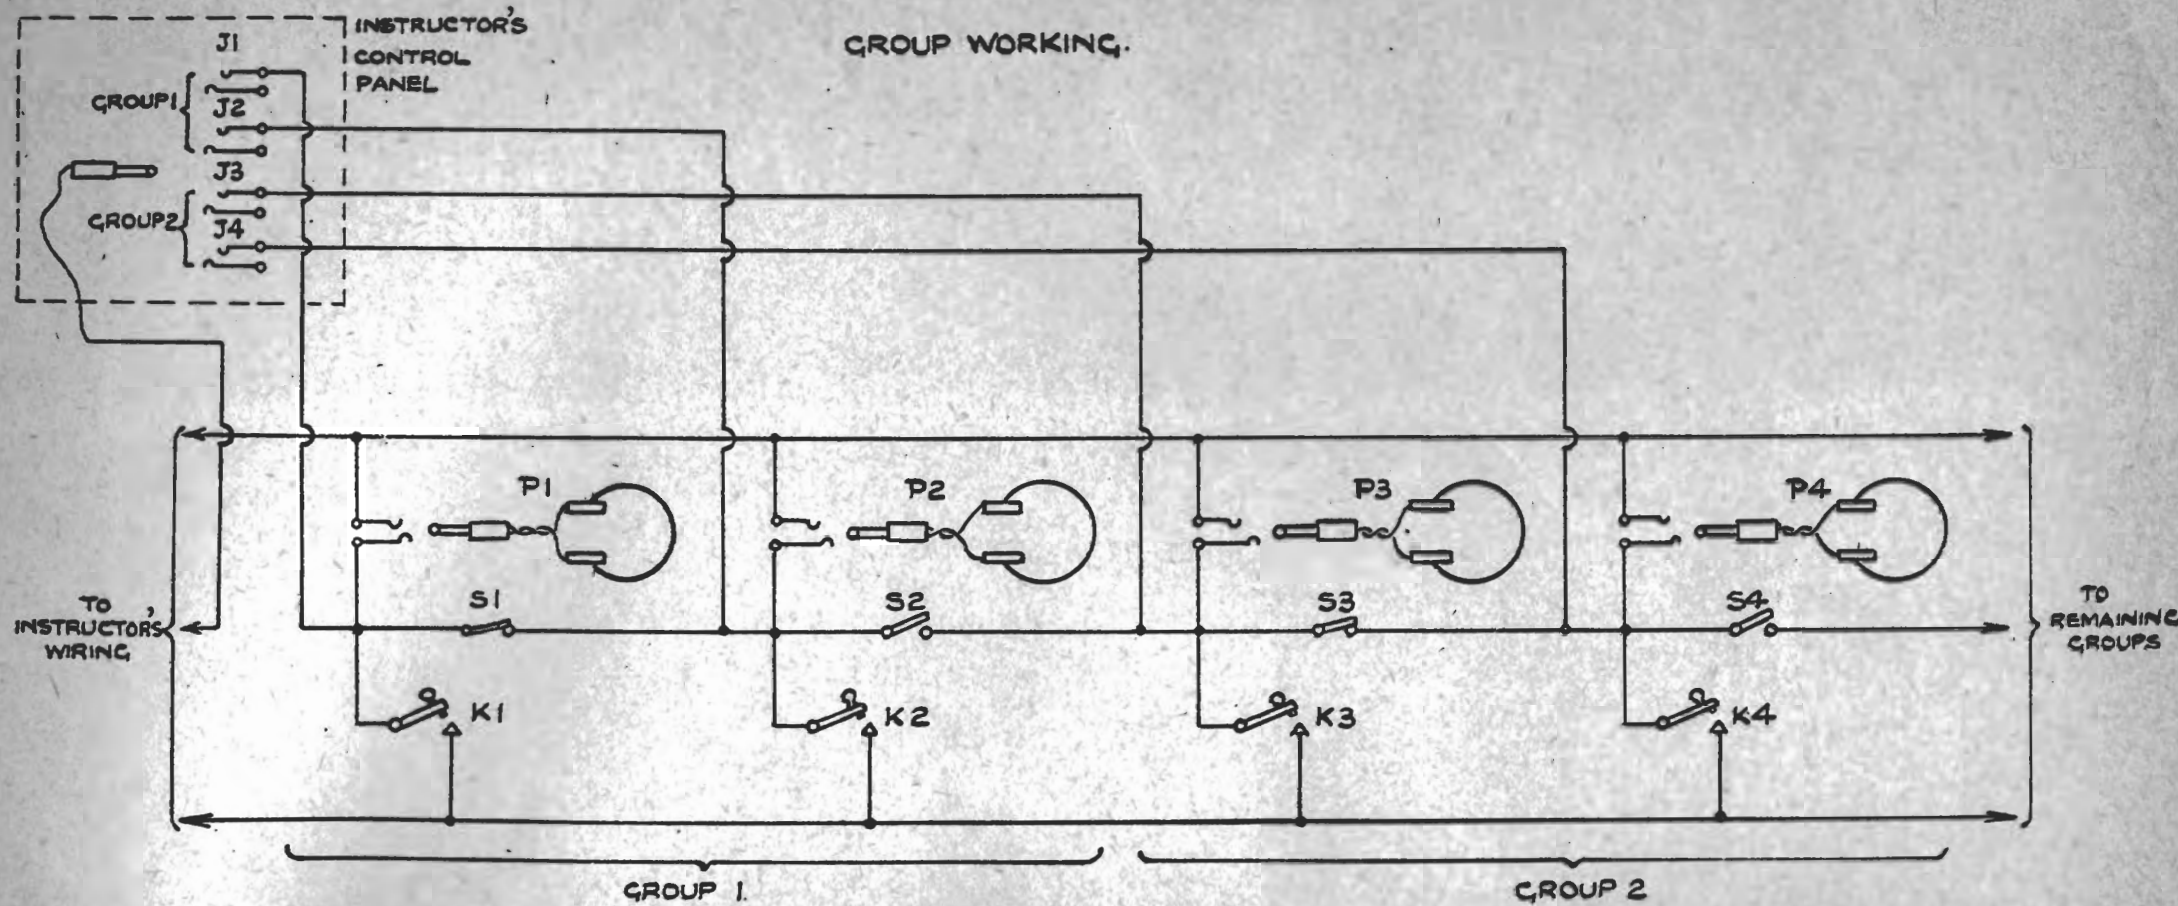 GROUP WORKING.
INSTRUCTOR'S
CONTROL
PANEL
J1
GROUP1
J2
J3
GROUP2
J4
P1
P2
P3
P4
S1
S2
S3
S4
TO
INSTRUCTOR'S
WIRING
TO
REMAINING
GROUPS
K1
K2
K3
K4
GROUP 1.
GROUP 2